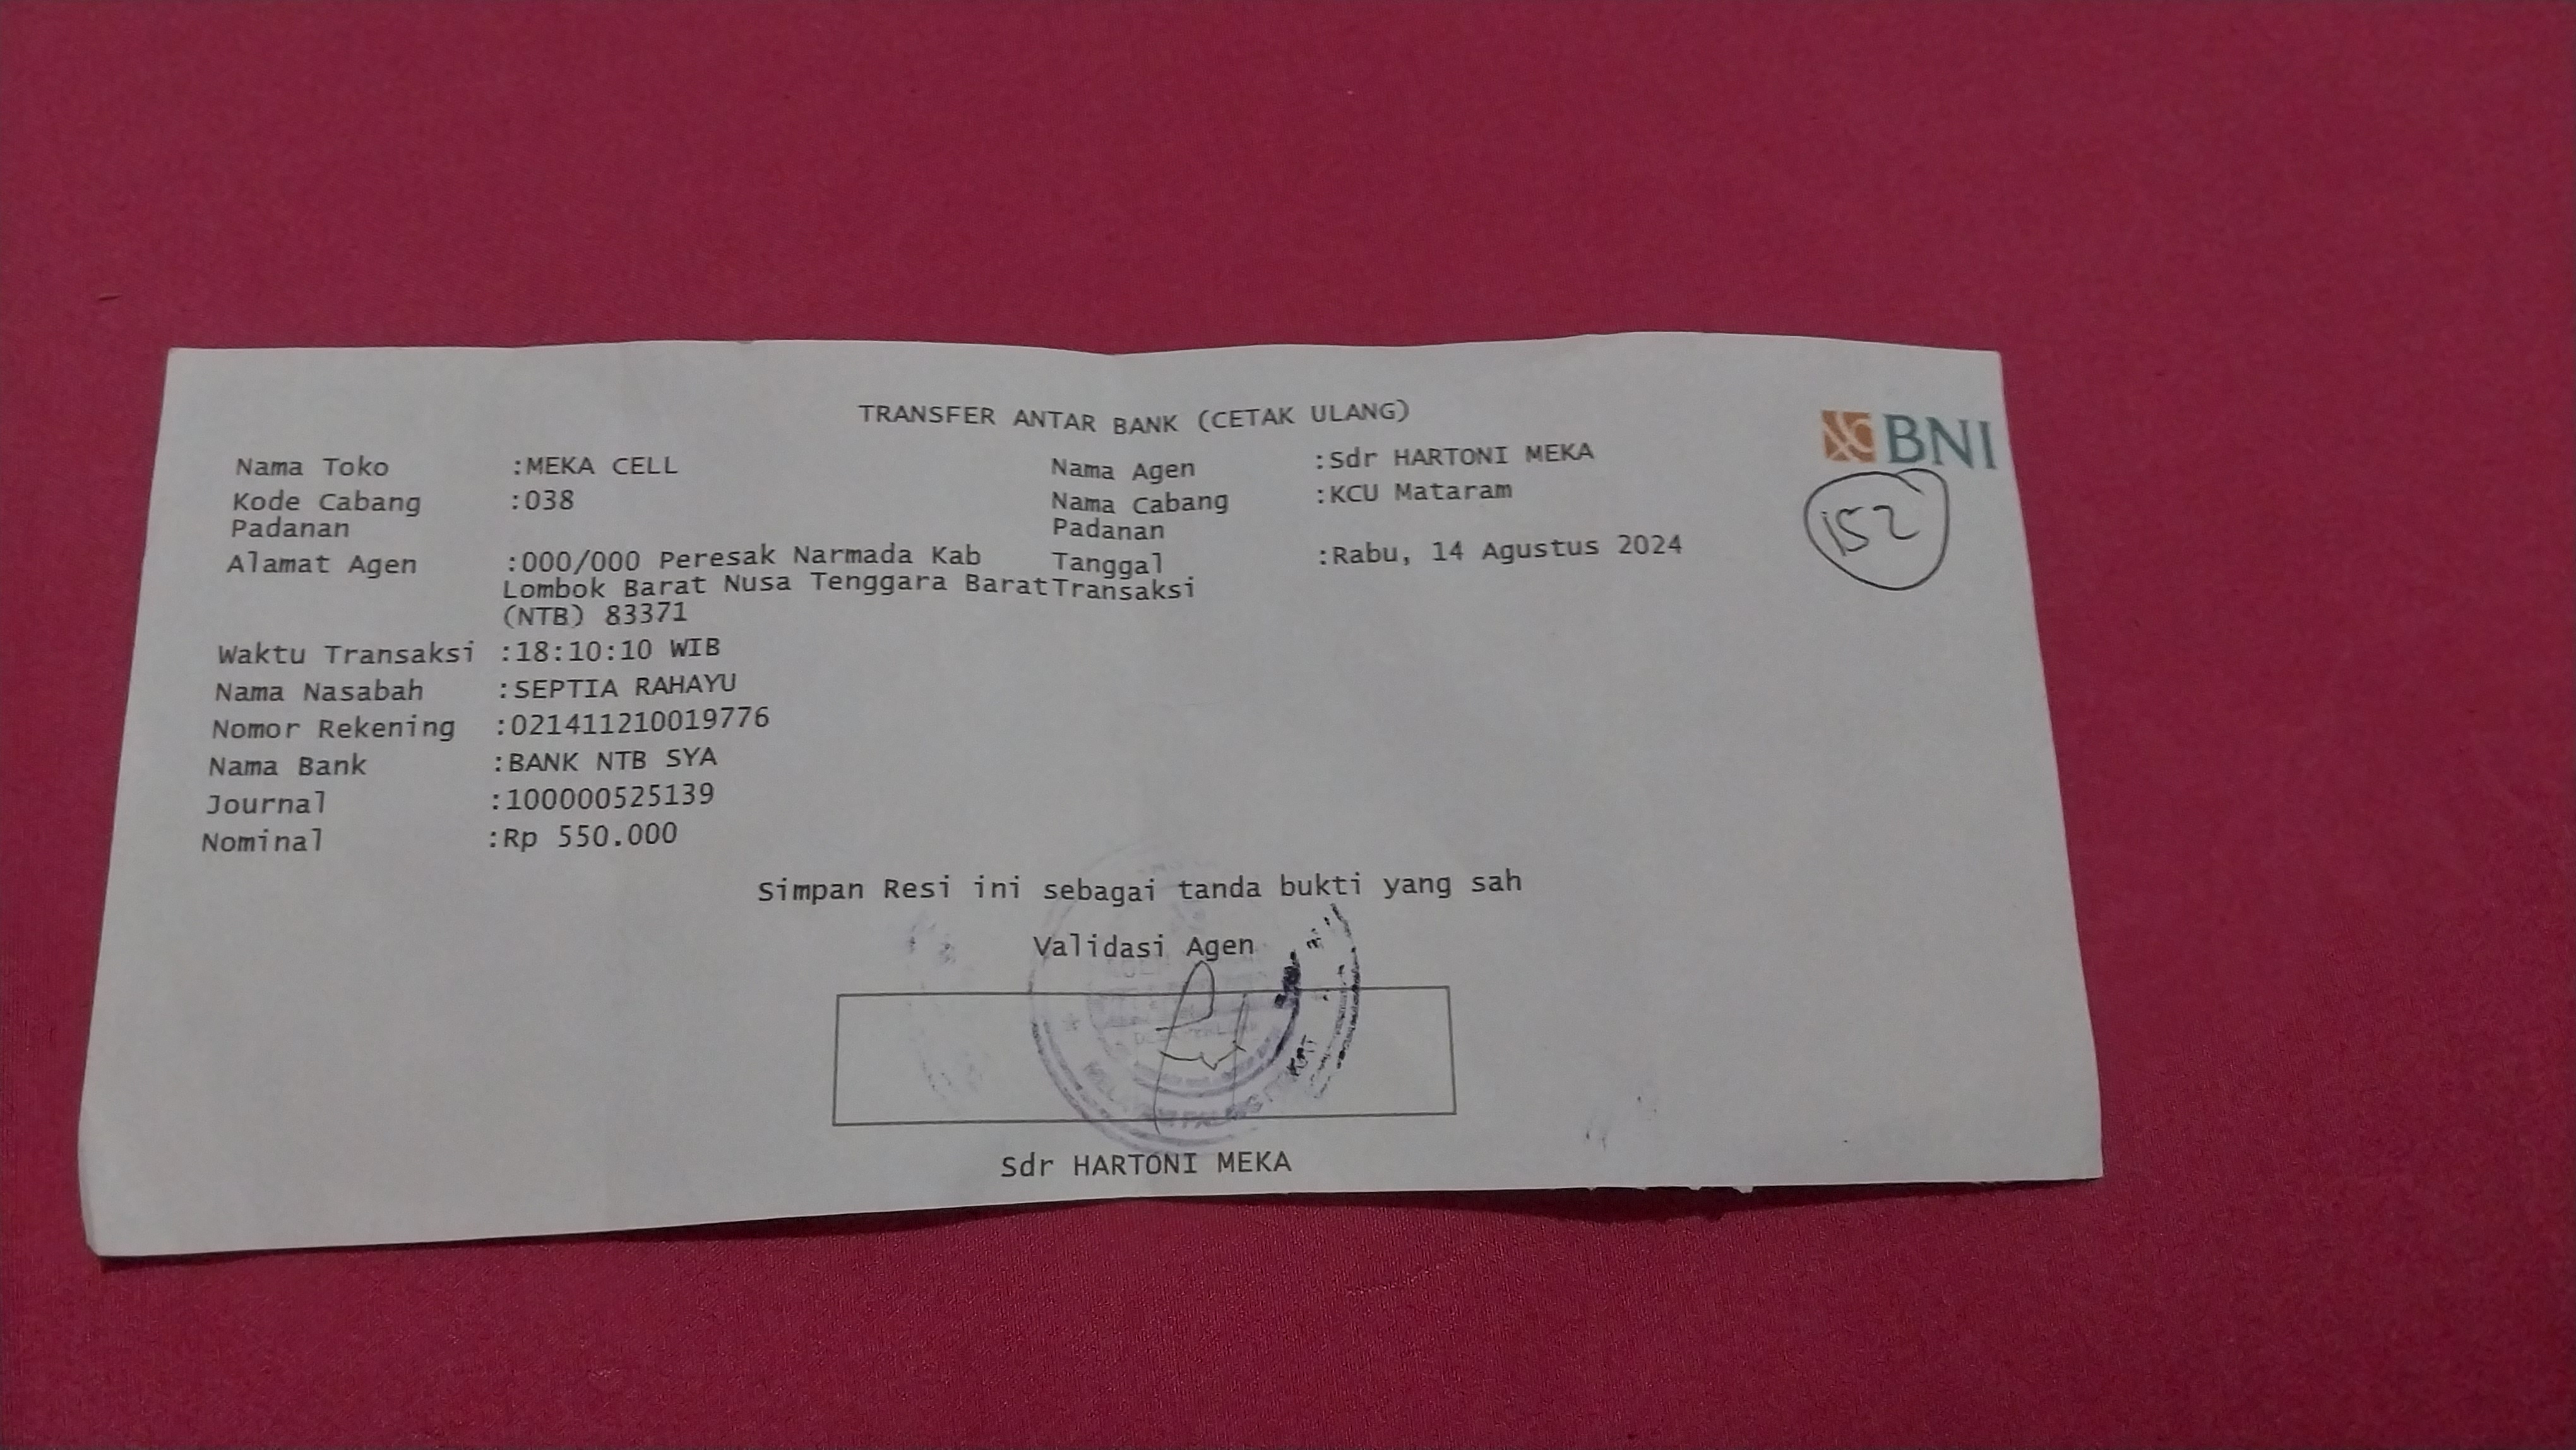 TRANSFER ANTAR BANK (CETAK ULANG)
BNI
152
Nama Toko :MEKA CELL Nama Agen :Sdr HARTONI MEKA
Kode Cabang :038 Nama Cabang :KCU Mataram
Padanan Padanan
Alamat Agen :000/000 Peresak Narmada Kab Tanggal :Rabu, 14 Agustus 2024
Lombok Barat Nusa Tenggara Barat Transaksi
(NTB) 83371
Waktu Transaksi :18:10:10 WIB
Nama Nasabah :SEPTIA RAHAYU
Nomor Rekening :021411210019776
Nama Bank :BANK NTB SYA
Journal :100000525139
Nominal :Rp 550.000
Simpan Resi ini sebagai tanda bukti yang sah
Validasi Agen
Sdr HARTONI MEKA